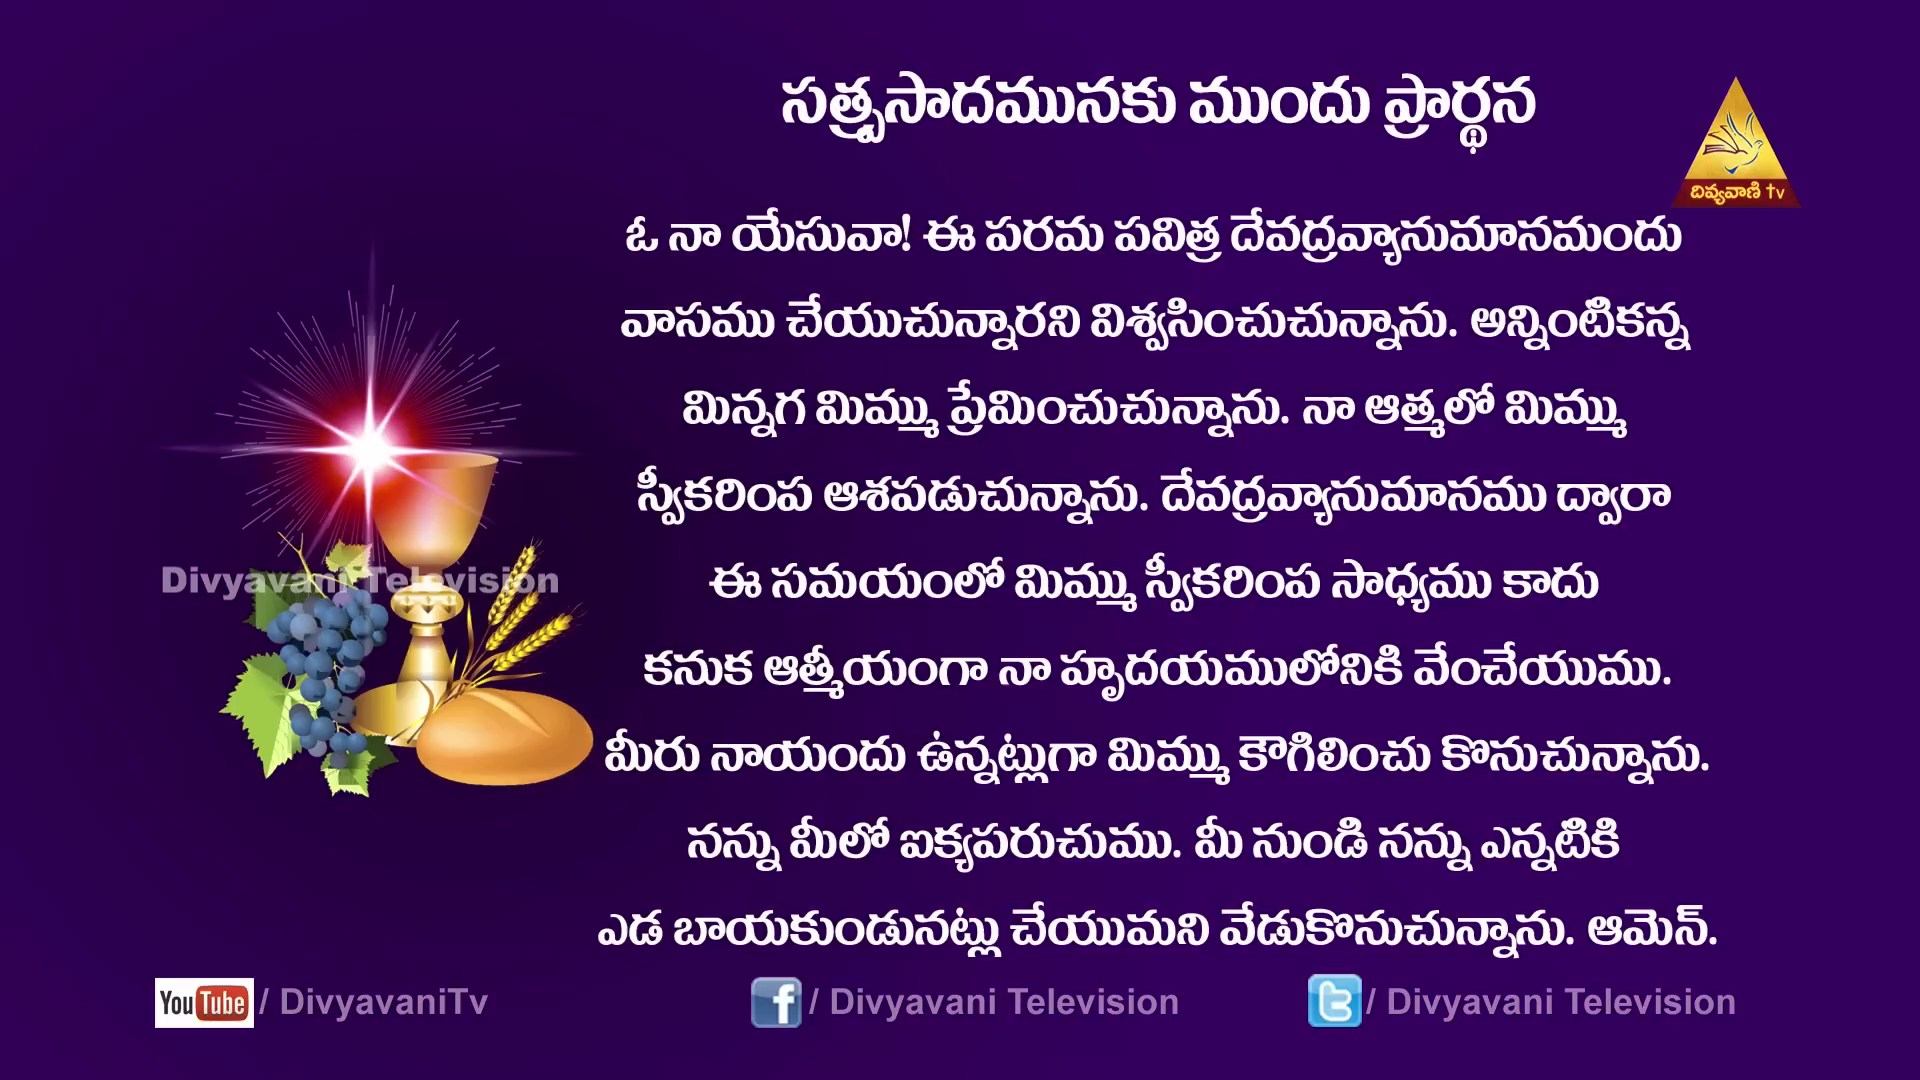 సత్ప్రసాదమునకు ముందు ప్రార్థన
దివ్యవాణి tv
ఓ నా యేసువా! ఈ పరమ పవిత్ర దేవద్రవ్యానుమానమందు
వాసము చేయుచున్నారని విశ్వసించుచున్నాను. అన్నింటికన్న
మిన్నగ మిమ్ము ప్రేమించుచున్నాను. నా ఆత్మలో మిమ్ము
స్వీకరింప ఆశపడుచున్నాను. దేవద్రవ్యానుమానము ద్వారా
ఈ సమయంలో మిమ్ము స్వీకరింప సాధ్యము కాదు
Divyavani Television
కనుక ఆత్మీయంగా నా హృదయములోనికి వేంచేయుము.
మీరు నాయందు ఉన్నట్లుగా మిమ్ము కౌగిలించు కొనుచున్నాను.
నన్ను మీలో ఐక్యపరుచుము. మీ నుండి నన్ను ఎన్నటికి
ఎడ బాయకుండునట్లు చేయుమని వేడుకొనుచున్నాను. ఆమెన్.
YouTube / DivyavaniTv
f / Divyavani Television
t / Divyavani Television